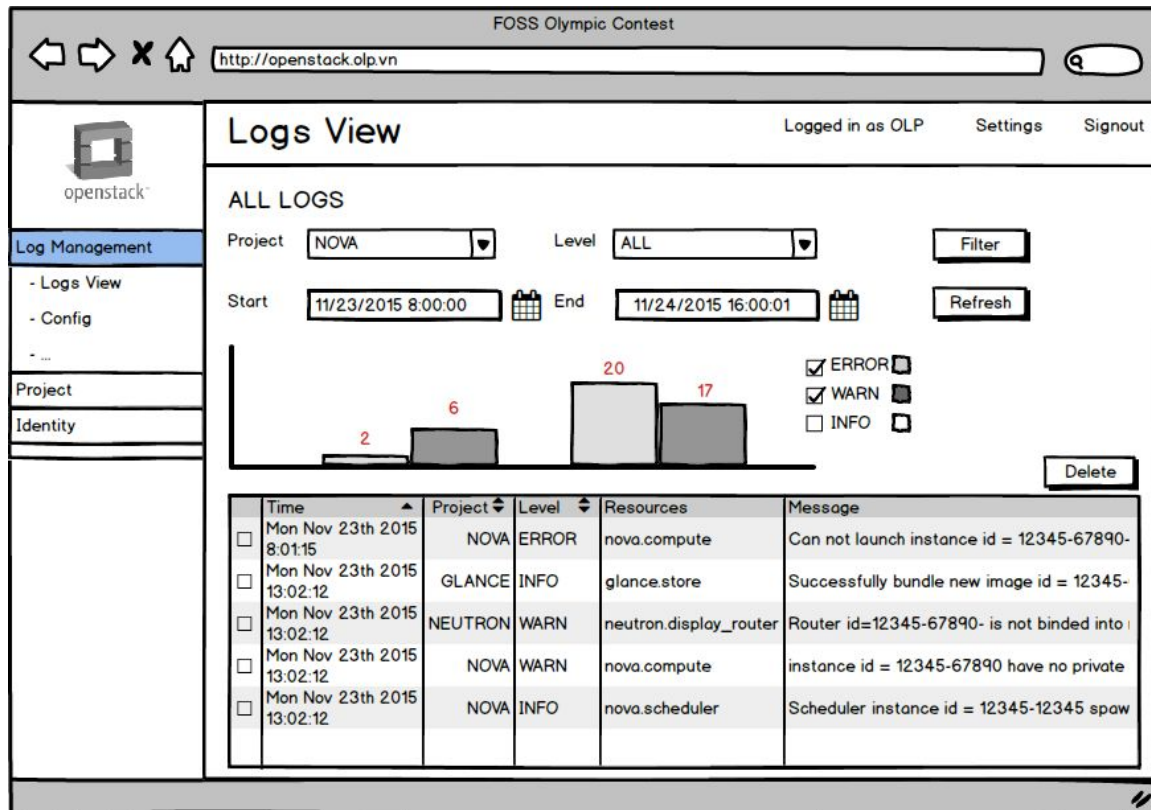 FOSS Olympic Contest
http://openstack.olp.vn
openstack
Logs View
Logged in as OLP
Settings
Signout
Log Management
- Logs View
- Config
- ...
Project
Identity
ALL LOGS
Project
NOVA
Level
ALL
Filter
Start
11/23/2015 8:00:00
End
11/24/2015 16:00:01
Refresh
2
6
20
17
ERROR
WARN
INFO
Delete
Time Project Level Resources Message
Mon Nov 23th 2015
8:01:15
NOVA ERROR nova.compute Can not launch instance id = 12345-67890-
Mon Nov 23th 2015
13:02:12
GLANCE INFO glance.store Successfully bundle new image id = 12345-
Mon Nov 23th 2015
13:02:12
NEUTRON WARN neutron.display_router Router id=12345-67890- is not binded into
Mon Nov 23th 2015
13:02:12
NOVA WARN nova.compute instance id = 12345-67890 have no private
Mon Nov 23th 2015
13:02:12
NOVA INFO nova.scheduler Scheduler instance id = 12345-12345 spaw